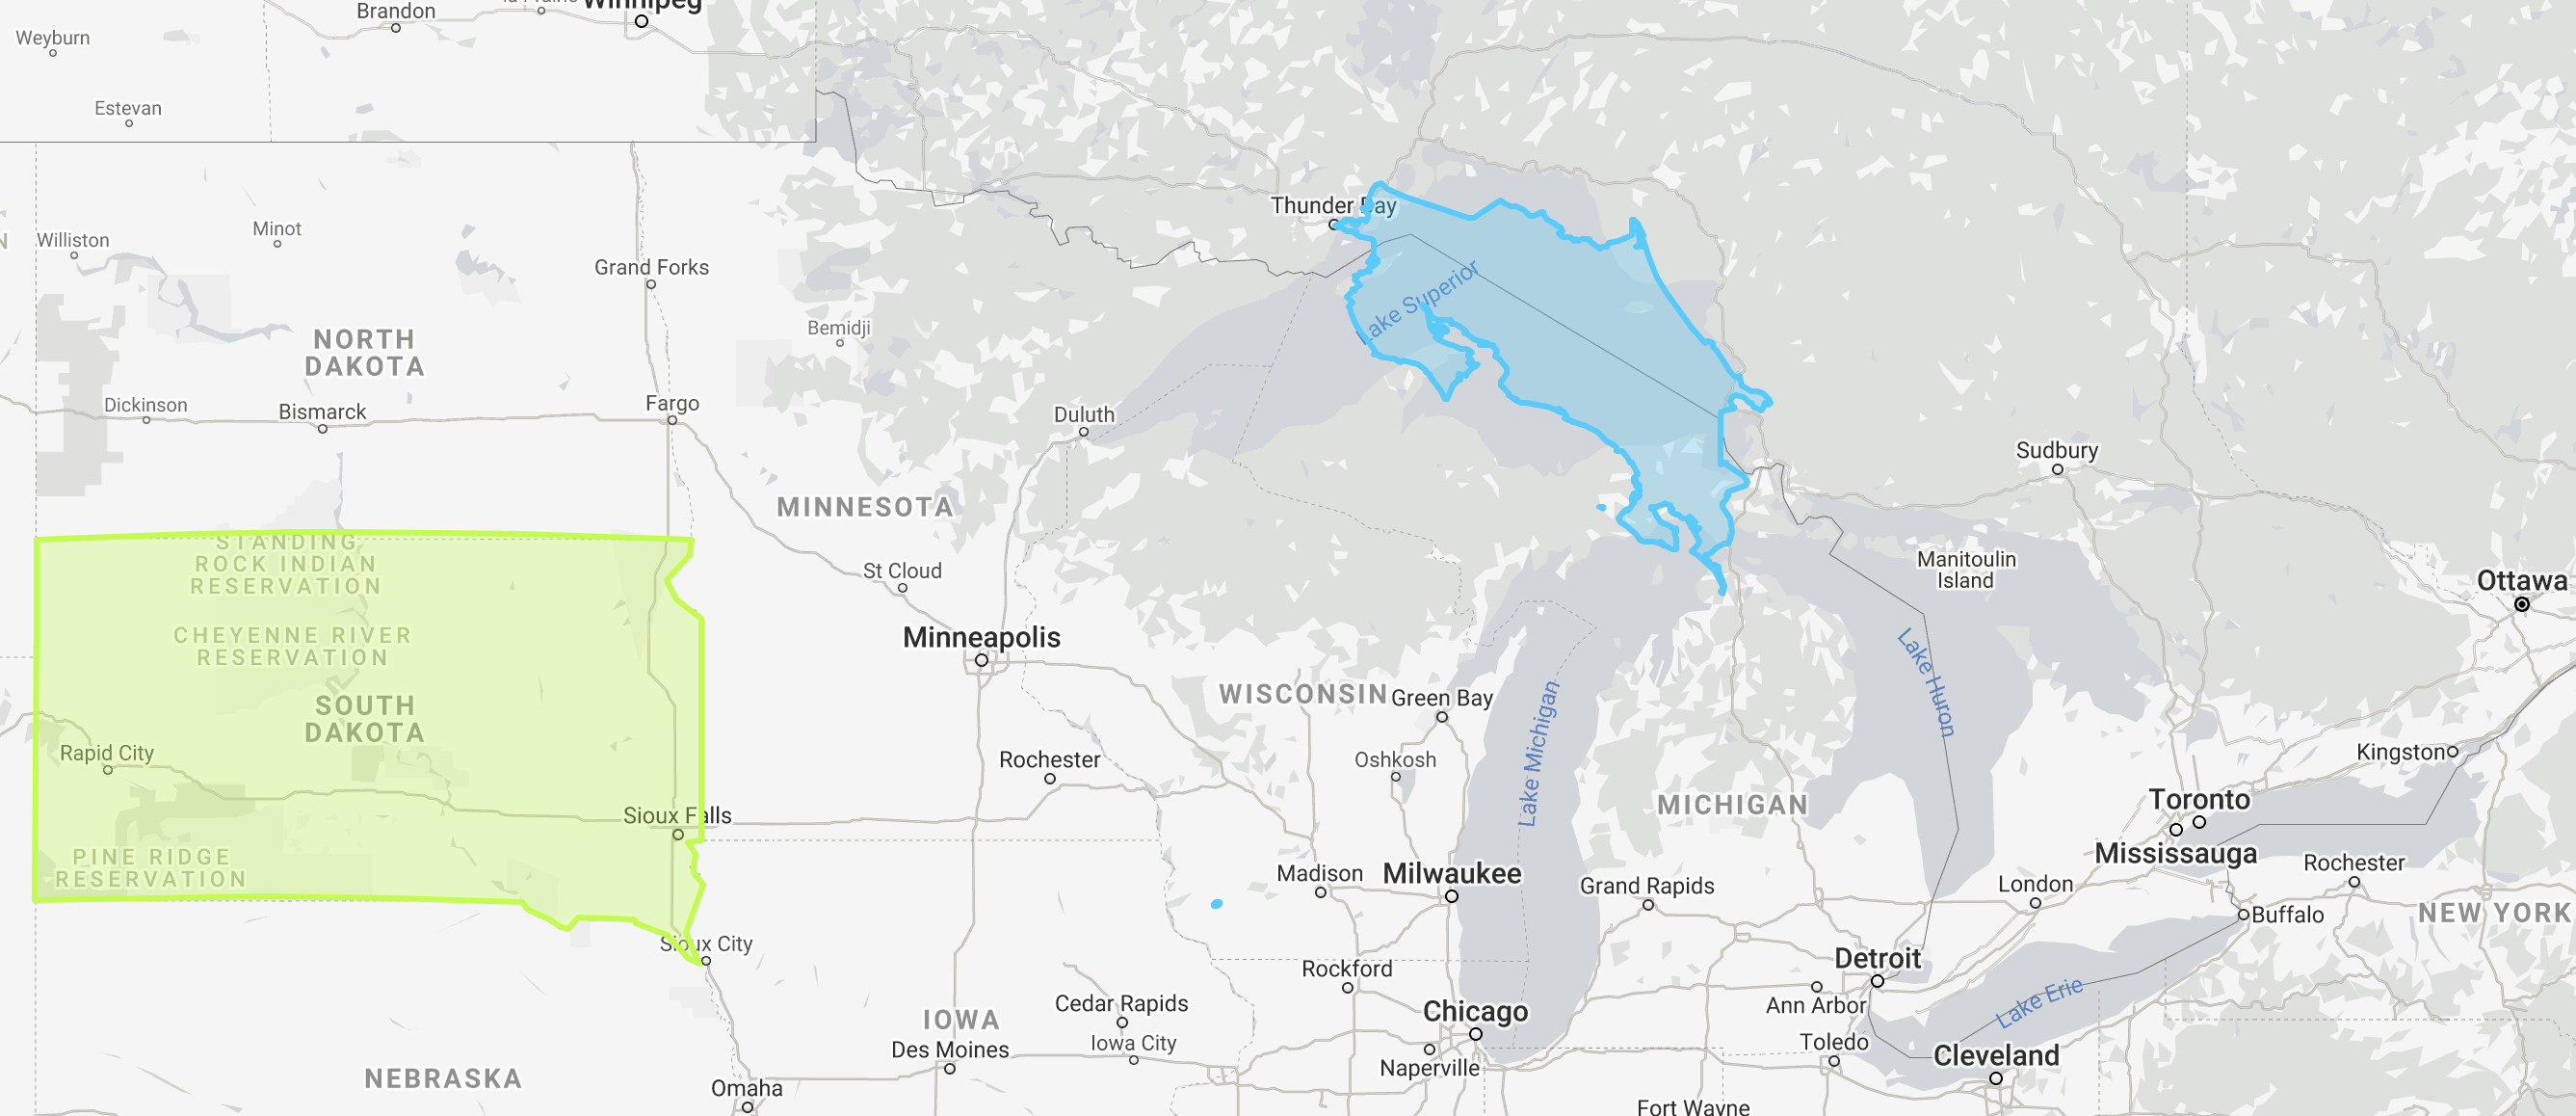 Brandon
Winnipeg
Weyburn
Estevan
Thunder Bay
Williston
Minot
Grand Forks
Lake Superior
Bemidji
NORTH
DAKOTA
Dickinson
Bismarck
Fargo
Duluth
Sudbury
MINNESOTA
STANDING
ROCK INDIAN
RESERVATION
St Cloud
Manitoulin
Island
Ottawa
CHEYENNE RIVER
RESERVATION
Minneapolis
Lake Huron
SOUTH
DAKOTA
WISCONSIN
Green Bay
Lake Michigan
Rapid City
Rochester
Oshkosh
Kingston
MICHIGAN
Toronto
Sioux Falls
Mississauga
PINE RIDGE
RESERVATION
Madison
Milwaukee
Grand Rapids
London
Rochester
Buffalo
NEW YORK
Sioux City
Rockford
Detroit
Lake Erie
Cedar Rapids
Chicago
Ann Arbor
IOWA
Des Moines
Iowa City
Naperville
Toledo
Cleveland
NEBRASKA
Omaha
Fort Wayne